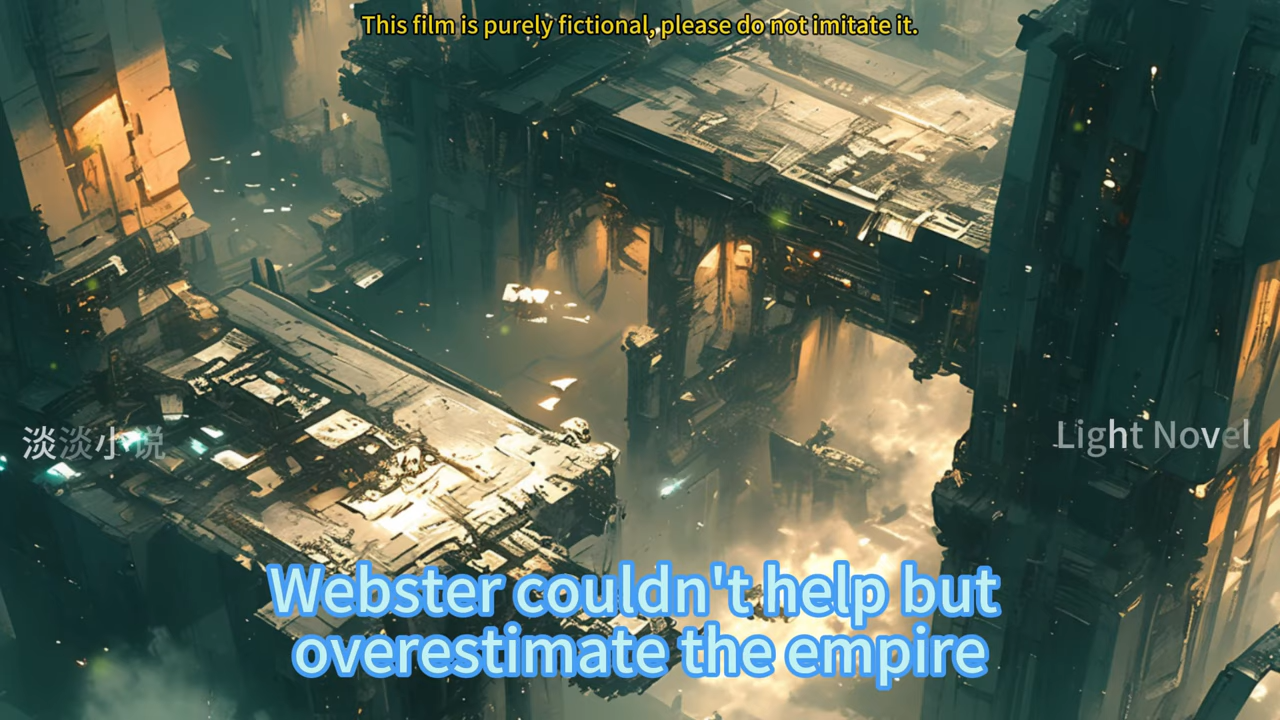 This film is purely fictional, please do not imitate it.
淡淡小说
Light Novel
Webster couldn't help but
overestimate the empire